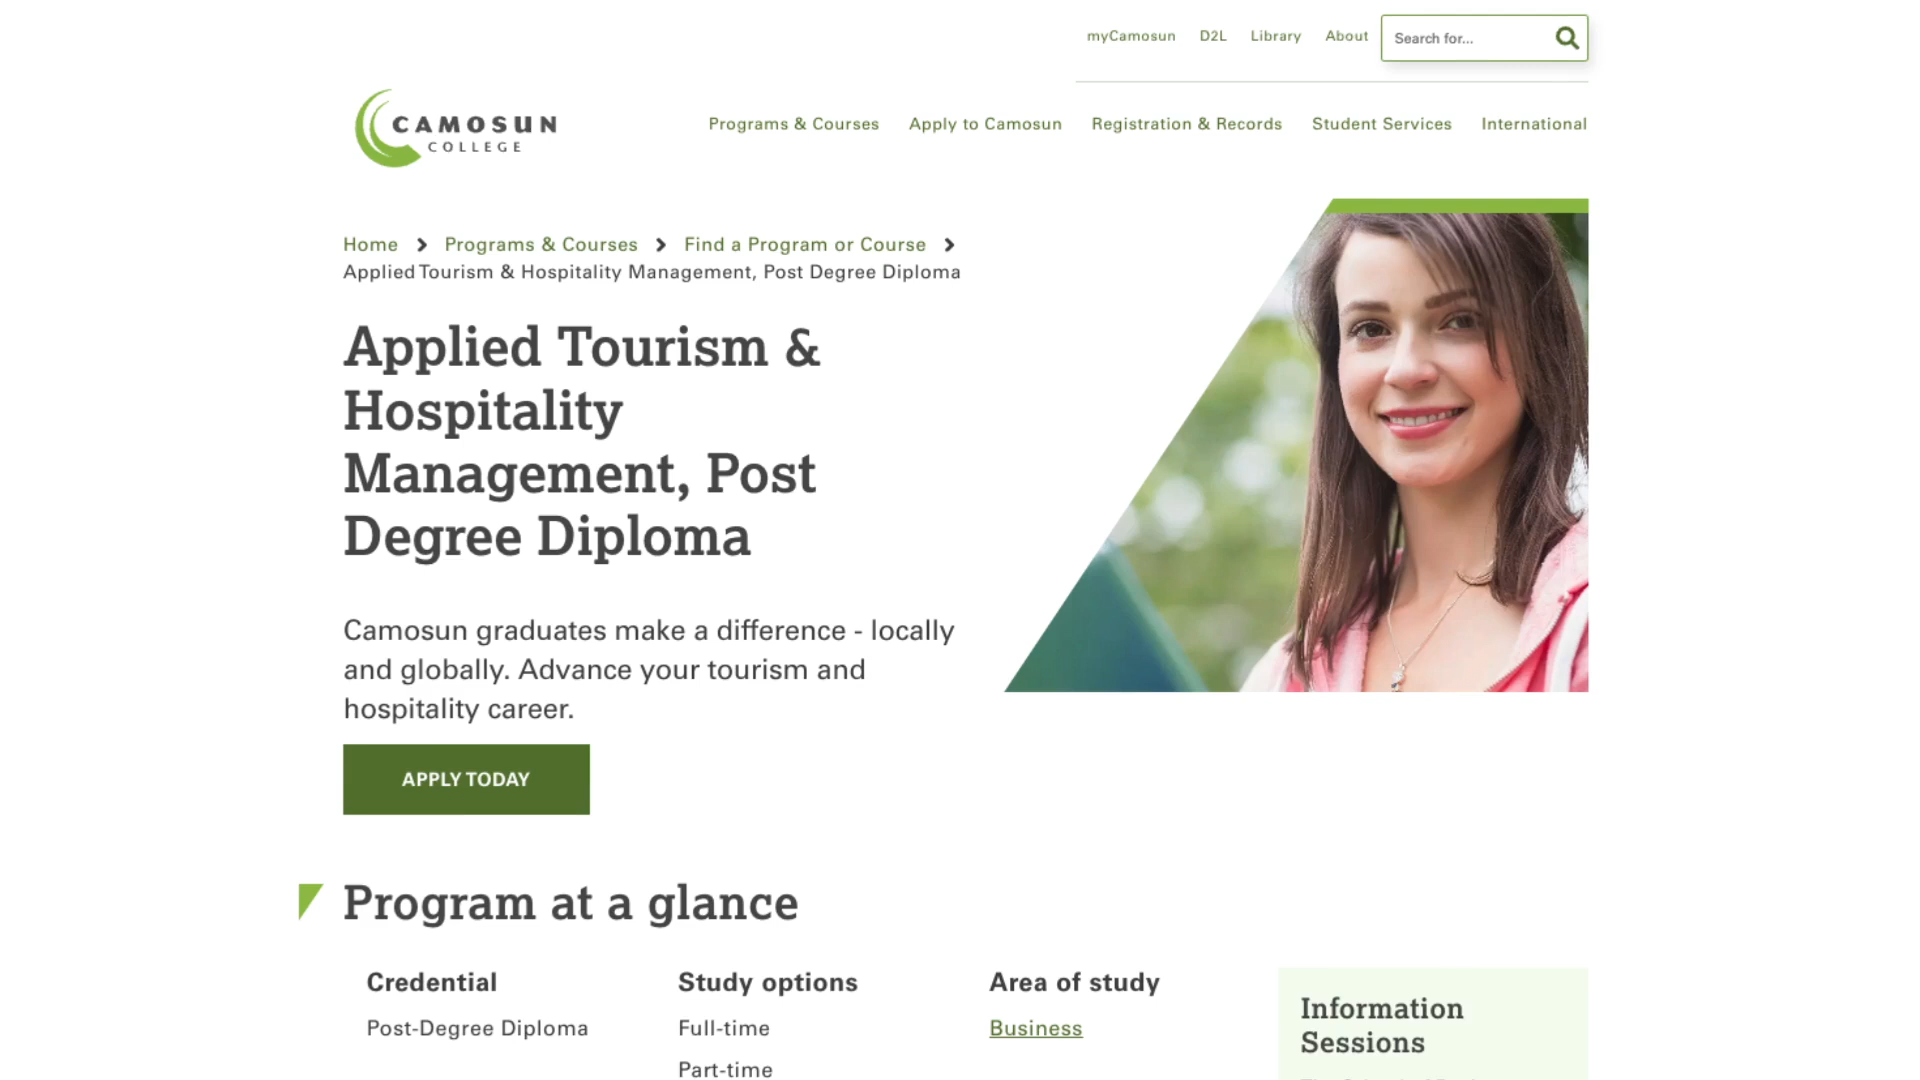 myCamosun D2L Library About Search for...
CAMOSUN
COLLEGE
Programs & Courses Apply to Camosun Registration & Records Student Services International
Home Programs & Courses Find a Program or Course
Applied Tourism & Hospitality Management, Post Degree Diploma
Applied Tourism &
Hospitality
Management, Post
Degree Diploma
Camosun graduates make a difference - locally
and globally. Advance your tourism and
hospitality career.
APPLY TODAY
Program at a glance
Credential
Post-Degree Diploma
Study options
Full-time
Part-time
Area of study
Business
Information
Sessions